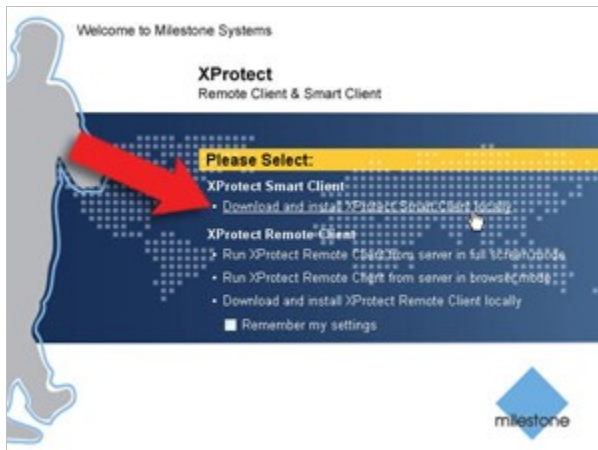 Welcome to Milestone Systems
XProtect
Remote Client & Smart Client
Please Select:
XProtect Smart Client
• Download and install XProtect Smart Client locally
XProtect Remote Client
• Run XProtect Remote Client from server in full screen mode
• Run XProtect Remote Client from server in browser mode
• Download and install XProtect Remote Client locally
Remember my settings
milestone